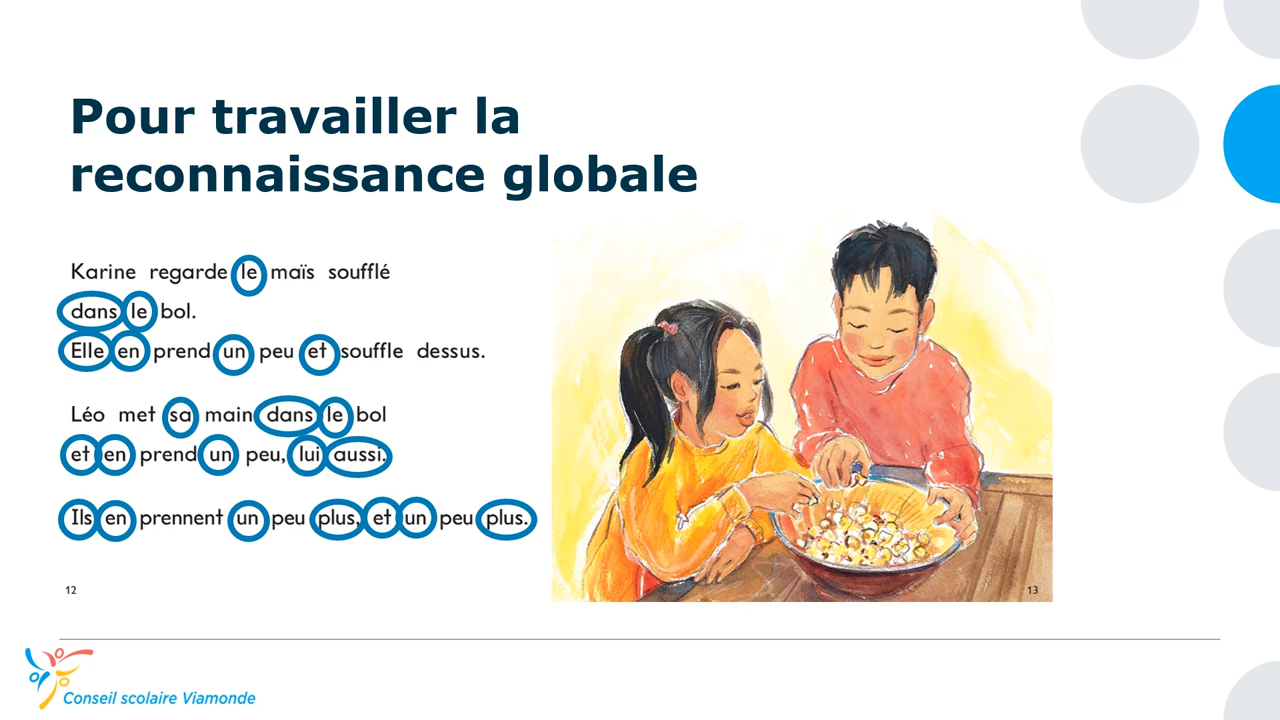 Pour travailler la
reconnaissance globale
Karine regarde le maïs soufflé
dans le bol.
Elle en prend un peu et souffle dessus.
Léo met sa main dans le bol
et en prend un peu, lui aussi.
Ils en prennent un peu plus, et un peu plus.
12
13
Conseil scolaire Viamonde